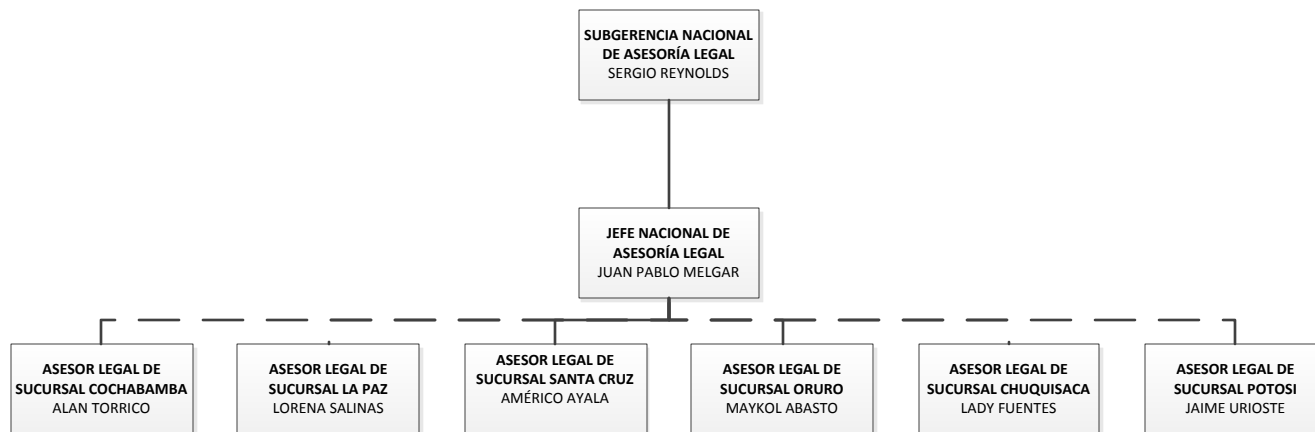 SUBGERENCIA NACIONAL
DE ASESORÍA LEGAL
SERGIO REYNOLDS
JEFE NACIONAL DE
ASESORÍA LEGAL
JUAN PABLO MELGAR
ASESOR LEGAL DE
SUCURSAL COCHABAMBA
ALAN TORRICO
ASESOR LEGAL DE
SUCURSAL LA PAZ
LORENA SALINAS
ASESOR LEGAL DE
SUCURSAL SANTA CRUZ
AMÉRICO AYALA
ASESOR LEGAL DE
SUCURSAL ORURO
MAYKOL ABASTO
ASESOR LEGAL DE
SUCURSAL CHUQUISACA
LADY FUENTES
ASESOR LEGAL DE
SUCURSAL POTOSI
JAIME URIOSTE